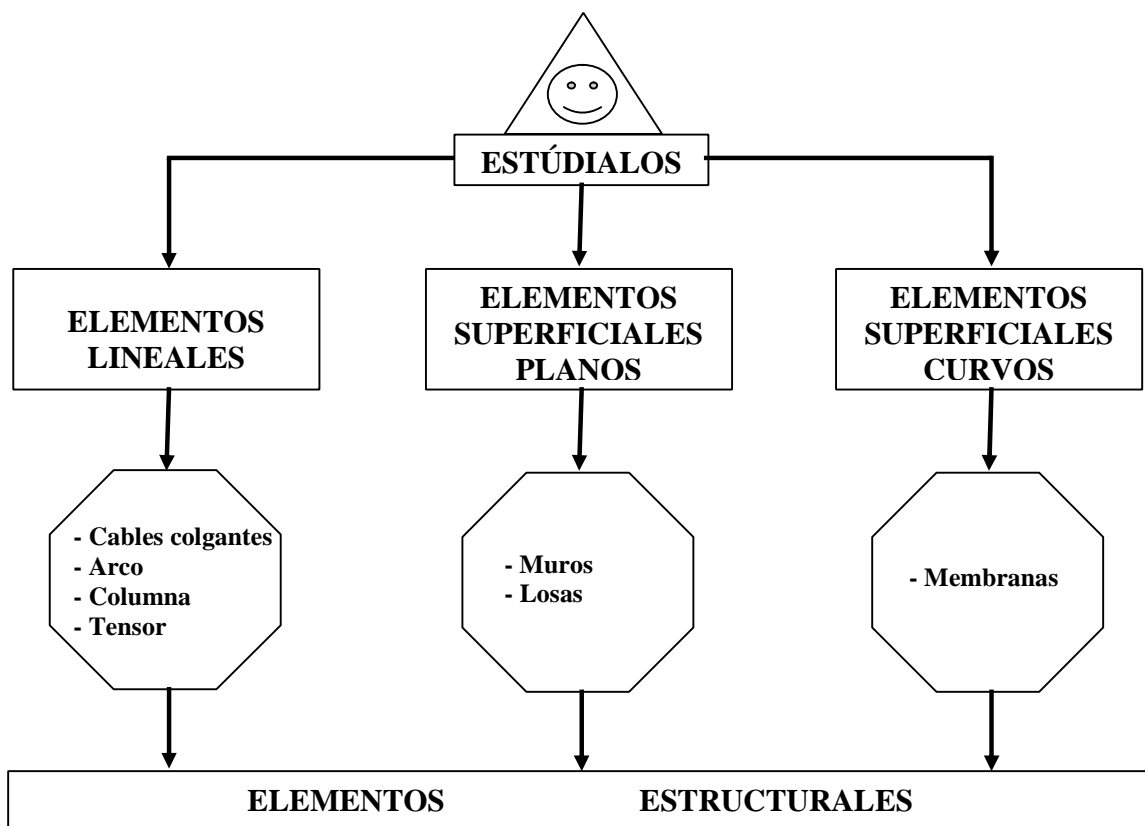 ESTÚDIALOS
ELEMENTOS
LINEALES
ELEMENTOS
SUPERFICIALES
PLANOS
ELEMENTOS
SUPERFICIALES
CURVOS
- Cables colgantes
- Arco
- Columna
- Tensor
- Muros
- Losas
- Membranas
ELEMENTOS ESTRUCTURALES